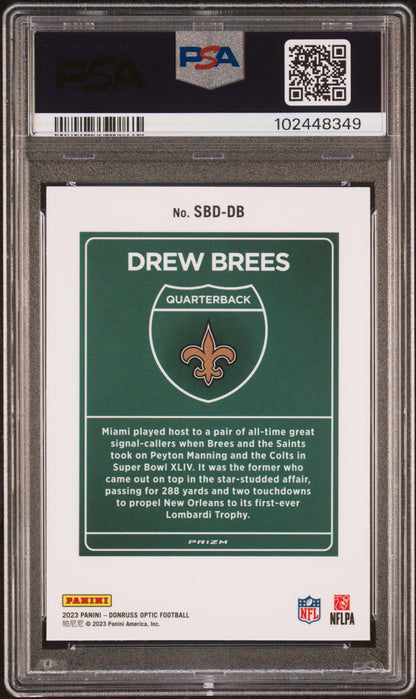 PSA
PSA
102448349
No. SBD-DB
DREW BREES
QUARTERBACK
Miami played host to a pair of all-time great
signal-callers when Brees and the Saints
took on Peyton Manning and the Colts in
Super Bowl XLIV. It was the former who
came out on top in the star-studded affair,
passing for 288 yards and two touchdowns
to propel New Orleans to its first-ever
Lombardi Trophy.
PRIZM
PANINI
2023 PANINI – DONRUSS OPTIC FOOTBALL
帕尼尼 © 2023 Panini America, Inc.
NFL
NFLPA
PSA